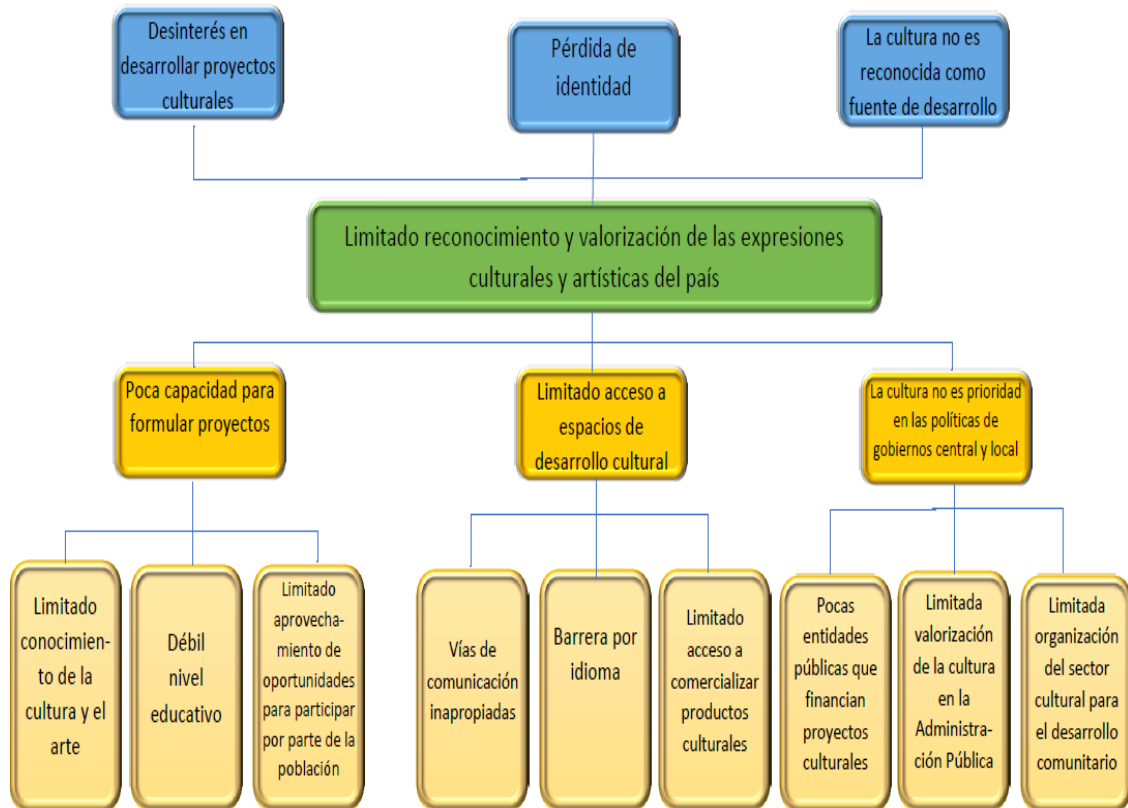 Desinterés en
desarrollar proyectos
culturales
Pérdida de
identidad
La cultura no es
reconocida como
fuente de desarrollo
Limitado reconocimiento y valorización de las expresiones
culturales y artísticas del país
Poca capacidad para
formular proyectos
Limitado acceso a
espacios de
desarrollo cultural
La cultura no es prioridad
en las políticas de
gobiernos central y local
Limitado
conocimien-
to de la
cultura y el
arte
Débil
nivel
educativo
Limitado
aprovecha-
miento de
oportunidades
para participar
por parte de la
población
Vías de
comunicación
inapropiadas
Barrera por
idioma
Limitado
acceso a
comercializar
productos
culturales
Pocas
entidades
públicas que
financian
proyectos
culturales
Limitada
valorización
de la cultura
en la
Administra-
ción Pública
Limitada
organización
del sector
cultural para
el desarrollo
comunitario